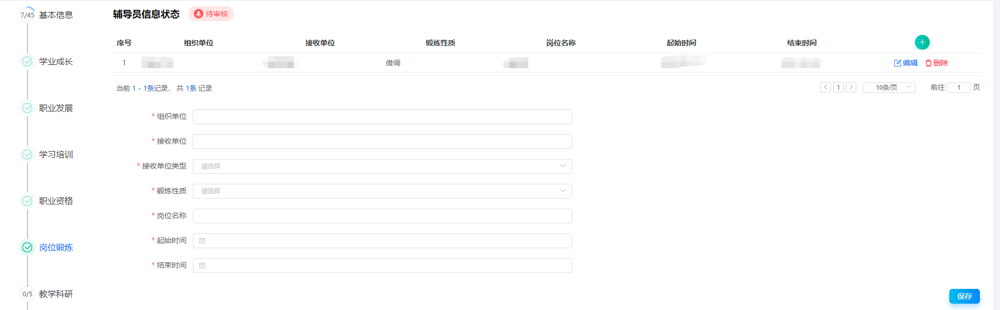 7/45 基本信息
学业成长
职业发展
学习培训
职业资格
岗位锻炼
0/5 教学科研
辅导员信息状态 待审核
序号 组织单位 接收单位 锻炼性质 岗位名称 起始时间 结束时间 +
1 借调 编辑 删除
当前 1 - 1条记录， 共 1条 记录 < 1 > 10条/页 前往 1 页
* 组织单位
* 接收单位
* 接收单位类型 请选择
* 锻炼性质 请选择
* 岗位名称
* 起始时间
* 结束时间
保存